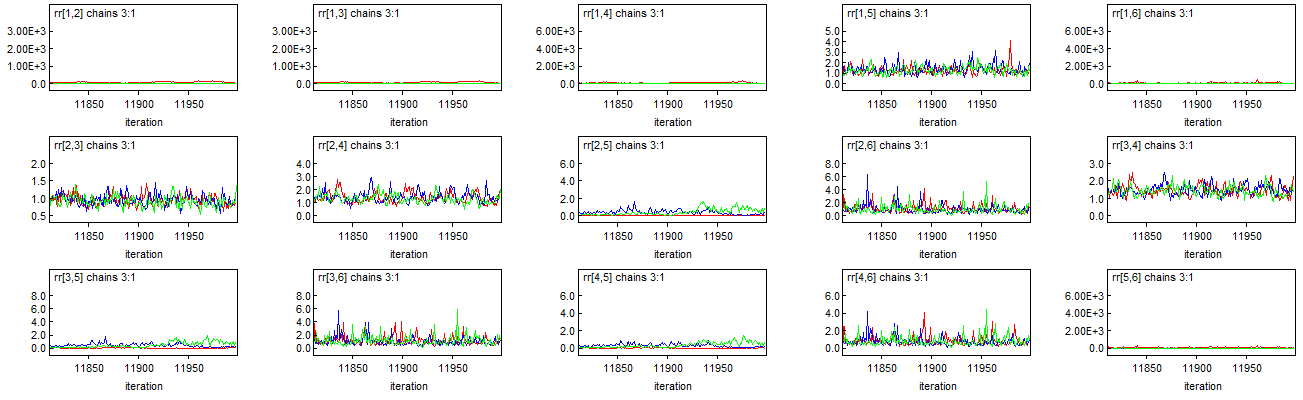 rr[1,2] chains 3:1
3.00E+3
2.00E+3
1.00E+3
0.0
11850 11900 11950
iteration
rr[1,3] chains 3:1
3.00E+3
2.00E+3
1.00E+3
0.0
11850 11900 11950
iteration
rr[1,4] chains 3:1
6.00E+3
4.00E+3
2.00E+3
0.0
11850 11900 11950
iteration
rr[1,5] chains 3:1
5.0
4.0
3.0
2.0
1.0
0.0
11850 11900 11950
iteration
rr[1,6] chains 3:1
6.00E+3
4.00E+3
2.00E+3
0.0
11850 11900 11950
iteration
rr[2,3] chains 3:1
2.0
1.5
1.0
0.5
11850 11900 11950
iteration
rr[2,4] chains 3:1
4.0
3.0
2.0
1.0
0.0
11850 11900 11950
iteration
rr[2,5] chains 3:1
6.0
4.0
2.0
0.0
11850 11900 11950
iteration
rr[2,6] chains 3:1
8.0
6.0
4.0
2.0
0.0
11850 11900 11950
iteration
rr[3,4] chains 3:1
3.0
2.0
1.0
0.0
11850 11900 11950
iteration
rr[3,5] chains 3:1
8.0
6.0
4.0
2.0
0.0
11850 11900 11950
iteration
rr[3,6] chains 3:1
8.0
6.0
4.0
2.0
0.0
11850 11900 11950
iteration
rr[4,5] chains 3:1
6.0
4.0
2.0
0.0
11850 11900 11950
iteration
rr[4,6] chains 3:1
6.0
4.0
2.0
0.0
11850 11900 11950
iteration
rr[5,6] chains 3:1
6.00E+3
4.00E+3
2.00E+3
0.0
11850 11900 11950
iteration